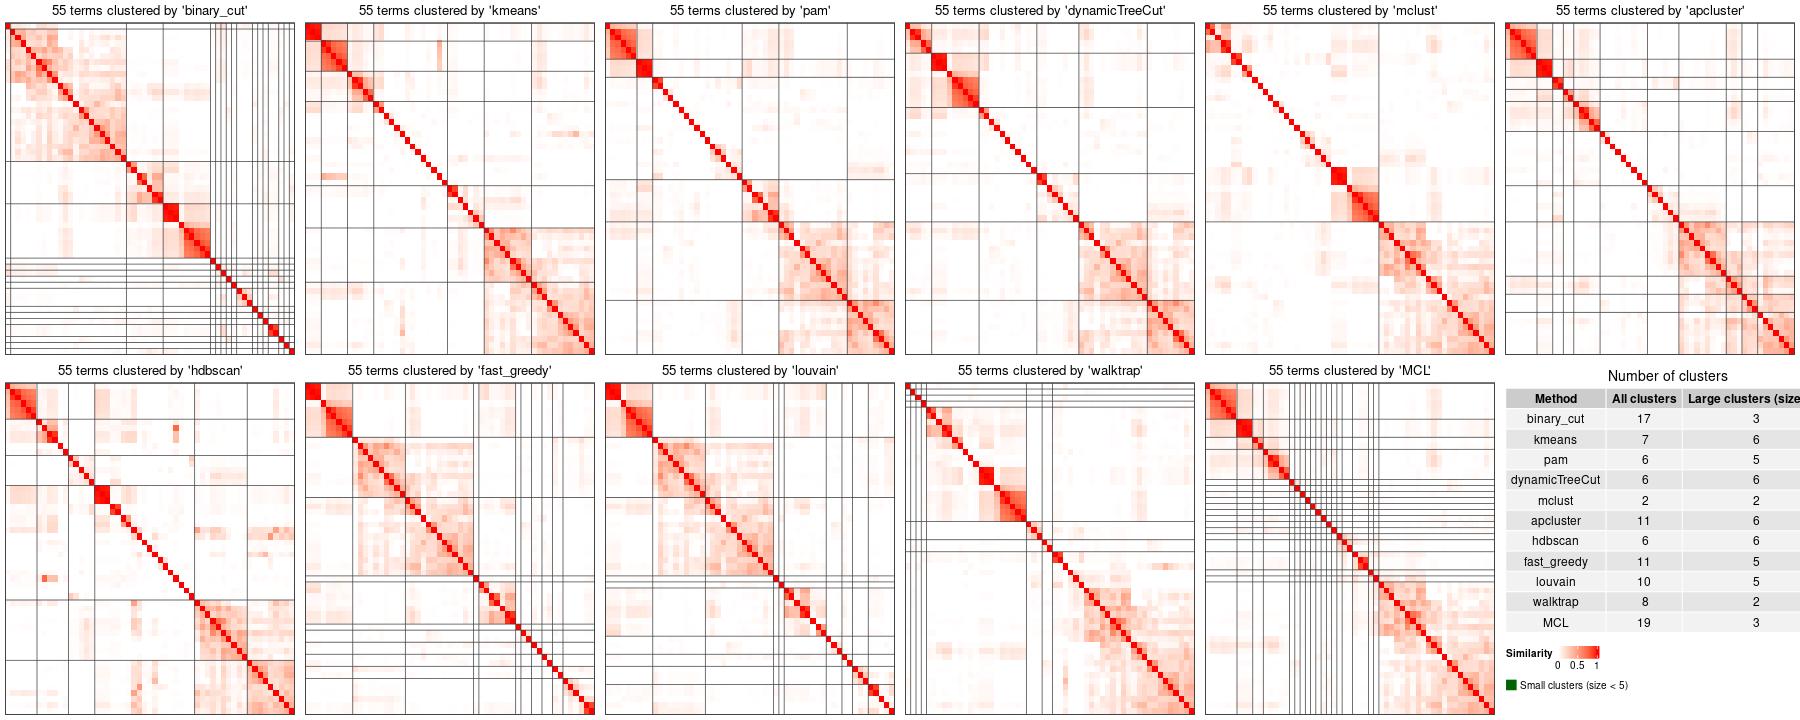 55 terms clustered by 'binary_cut'
55 terms clustered by 'kmeans'
55 terms clustered by 'pam'
55 terms clustered by 'dynamicTreeCut'
55 terms clustered by 'mclust'
55 terms clustered by 'apcluster'
55 terms clustered by 'hdbscan'
55 terms clustered by 'fast_greedy'
55 terms clustered by 'louvain'
55 terms clustered by 'walktrap'
55 terms clustered by 'MCL'
Number of clusters
Method All clusters Large clusters (size
binary_cut 17 3
kmeans 7 6
pam 6 5
dynamicTreeCut 6 6
mclust 2 2
apcluster 11 6
hdbscan 6 6
fast_greedy 11 5
louvain 10 5
walktrap 8 2
MCL 19 3
Similarity
0 0.5 1
Small clusters (size < 5)